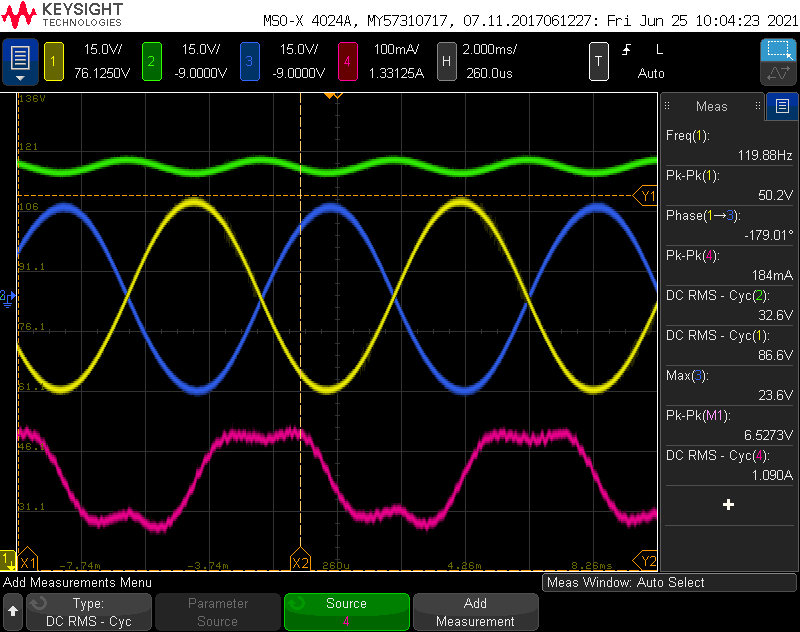 KEYSIGHT
TECHNOLOGIES
MSO-X 4024A, MY57310717, 07.11.2017061227: Fri Jun 25 10:04:23 2021
1 15.0V/ 2 15.0V/ 3 15.0V/ 4 100mA/ H 2.000ms/ T L
76.1250V -9.0000V -9.0000V 1.33125A 260.0us Auto
136V
121
106
91.1
76.1
61.1
46.1
31.1
Y1
2
1
X1 -7.74m -3.74m X2 260u 4.26m 8.26ms Y2
Meas
Freq(1):
119.88Hz
Pk-Pk(1):
50.2V
Phase(1→3):
-179.01°
Pk-Pk(4):
184mA
DC RMS - Cyc(2):
32.6V
DC RMS - Cyc(1):
86.6V
Max(3):
23.6V
Pk-Pk(M1):
6.5273V
DC RMS - Cyc(4):
1.090A
+
Add Measurements Menu
Meas Window: Auto Select
Type:
DC RMS - Cyc
Parameter
Source
Source
4
Add
Measurement